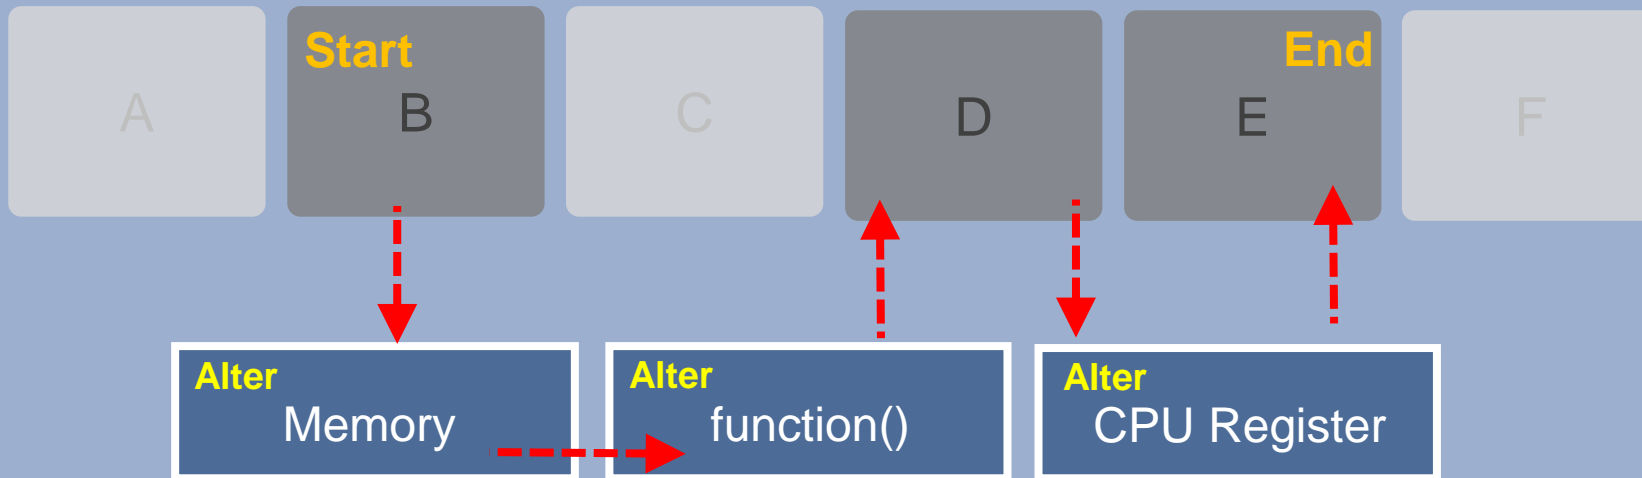 A
Start
B
C
D
End
E
F
Alter
Memory
Alter
function()
Alter
CPU Register